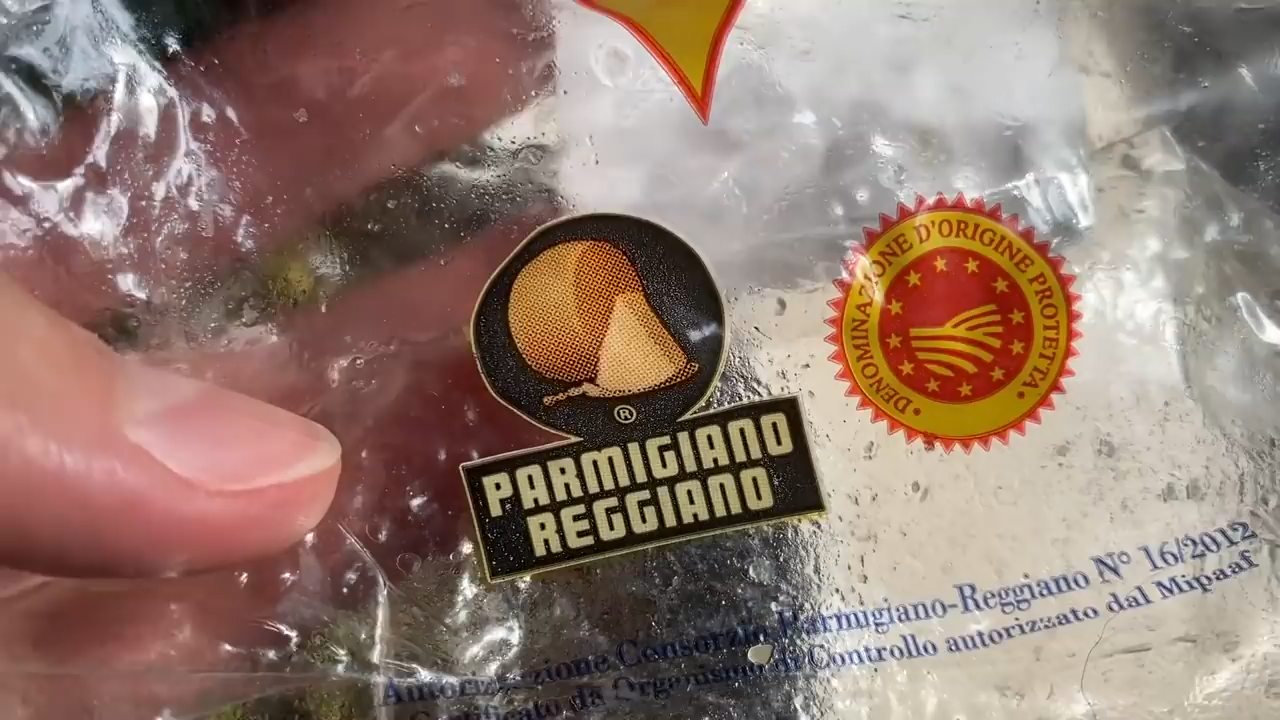 ®
PARMIGIANO
REGGIANO
DENOMINAZIONE D'ORIGINE PROTETTA
Autorizzazione Consorzio Parmigiano-Reggiano N° 16/2012
Certificato da Organismo di Controllo autorizzato dal Mipaaf